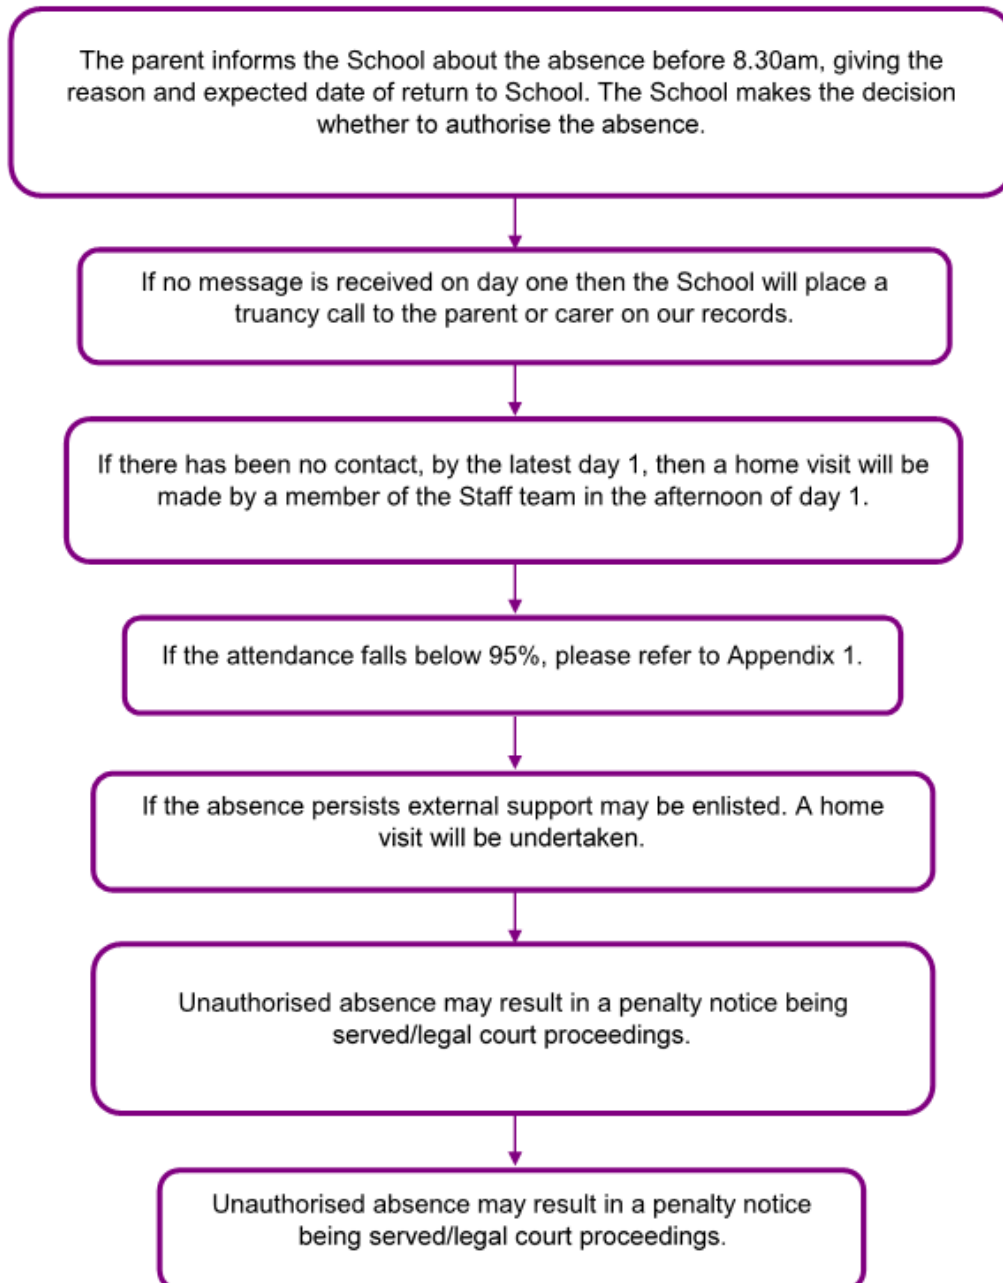 The parent informs the School about the absence before 8.30am, giving the
reason and expected date of return to School. The School makes the decision
whether to authorise the absence.
If no message is received on day one then the School will place a
truancy call to the parent or carer on our records.
If there has been no contact, by the latest day 1, then a home visit will be
made by a member of the Staff team in the afternoon of day 1.
If the attendance falls below 95%, please refer to Appendix 1.
If the absence persists external support may be enlisted. A home
visit will be undertaken.
Unauthorised absence may result in a penalty notice being
served/legal court proceedings.
Unauthorised absence may result in a penalty notice
being served/legal court proceedings.